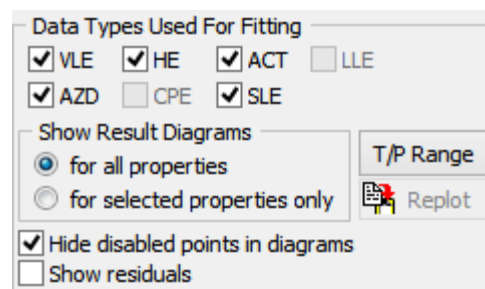 Data Types Used For Fitting
VLE HE ACT LLE
AZD CPE SLE
Show Result Diagrams
for all properties
for selected properties only
T/P Range
Replot
Hide disabled points in diagrams
Show residuals